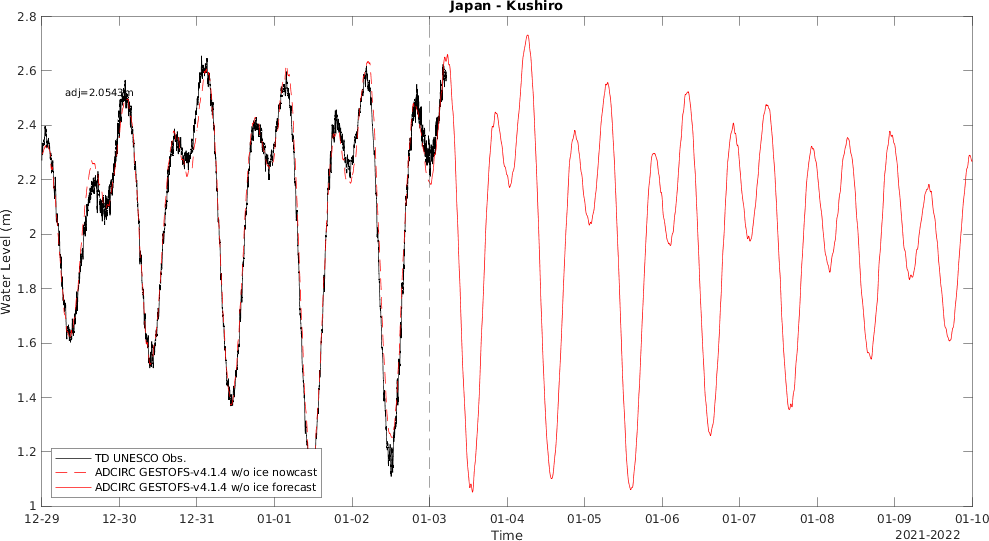 Japan - Kushiro
2.8
2.6
2.4
2.2
2
1.8
1.6
1.4
1.2
1
Water Level (m)
adj=2.0543m
TD UNESCO Obs.
ADCIRC GESTOFS-v4.1.4 w/o ice nowcast
ADCIRC GESTOFS-v4.1.4 w/o ice forecast
12-29 12-30 12-31 01-01 01-02 01-03 01-04 01-05 01-06 01-07 01-08 01-09 01-10
Time
2021-2022